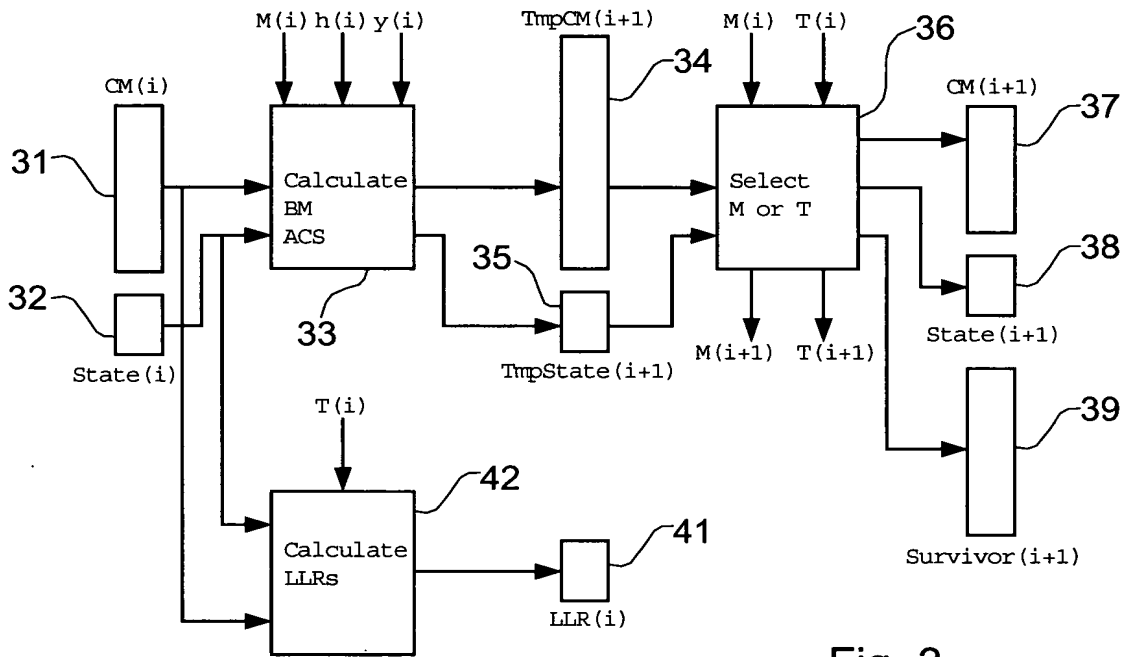 M(i) h(i) y(i)
TmpCM(i+1)
M(i) T(i)
36
34
CM(i)
CM(i+1)
37
31
Calculate
BM
ACS
Select
M or T
35
38
32
33
State(i)
M(i+1) T(i+1)
State(i+1)
TmpState(i+1)
T(i)
39
42
41
Calculate
LLRs
Survivor(i+1)
LLR(i)